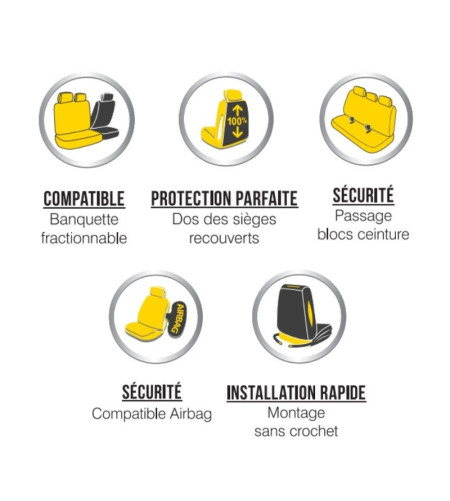 100%
COMPATIBLE
Banquette
fractionnable
PROTECTION PARFAITE
Dos des sièges
recouverts
SÉCURITÉ
Passage
blocs ceinture
AIRBAG
SÉCURITÉ
Compatible Airbag
INSTALLATION RAPIDE
Montage
sans crochet